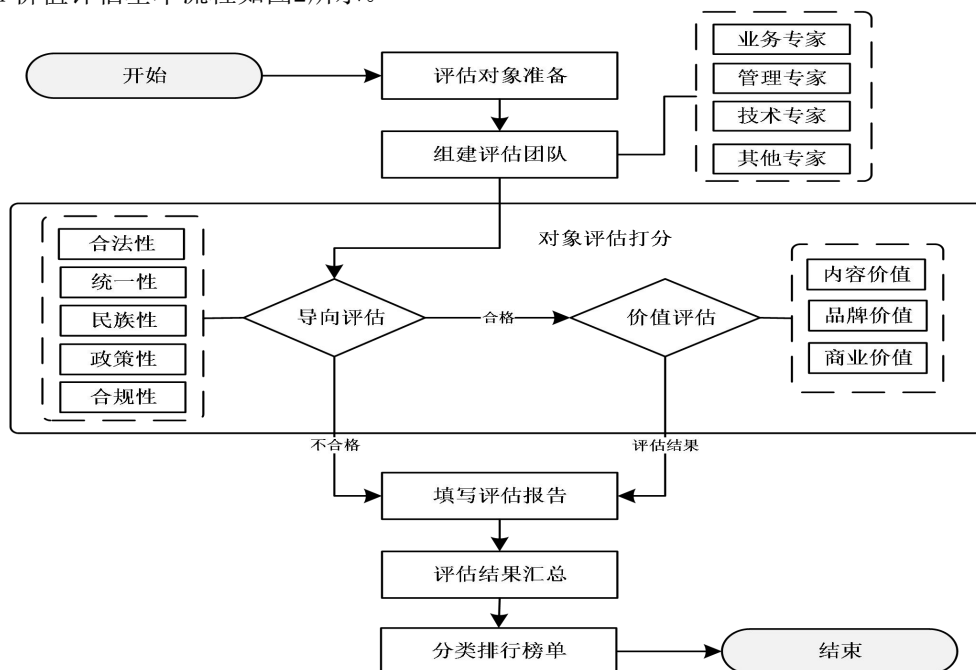 价值评估基本流程如图2所示。
开始
评估对象准备
组建评估团队
业务专家
管理专家
技术专家
其他专家
对象评估打分
合法性
统一性
民族性
政策性
合规性
导向评估
合格
价值评估
内容价值
品牌价值
商业价值
不合格
评估结果
填写评估报告
评估结果汇总
分类排行榜单
结束